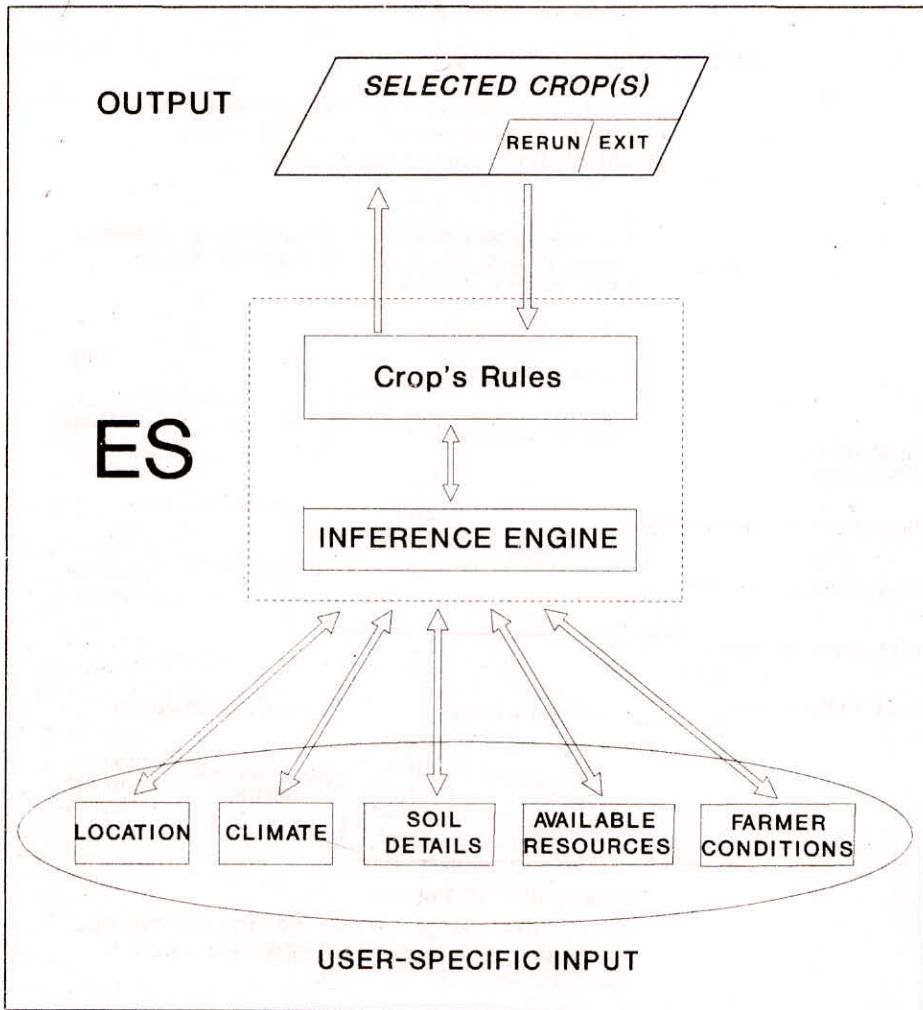 OUTPUT
SELECTED CROP(S)
RERUN EXIT
ES
Crop's Rules
INFERENCE ENGINE
LOCATION
CLIMATE
SOIL
DETAILS
AVAILABLE
RESOURCES
FARMER
CONDITIONS
USER-SPECIFIC INPUT